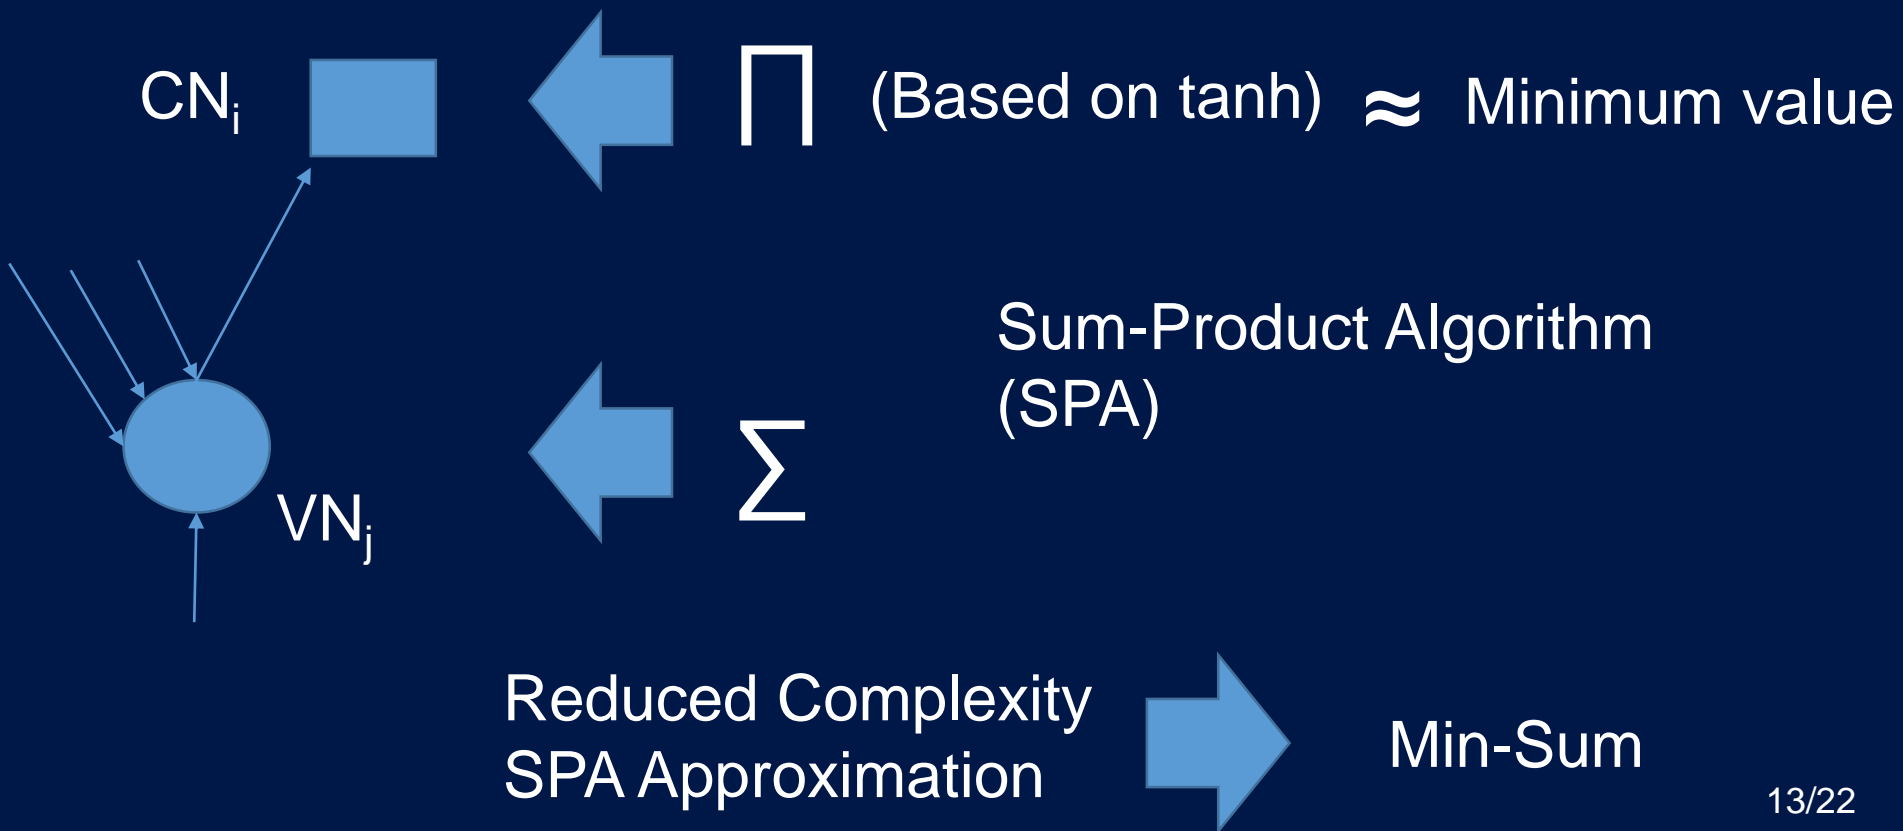 CNᵢ ∏ (Based on tanh) ≈ Minimum value
Sum-Product Algorithm
(SPA)
∑
VNⱼ
Reduced Complexity
SPA Approximation
Min-Sum
13/22